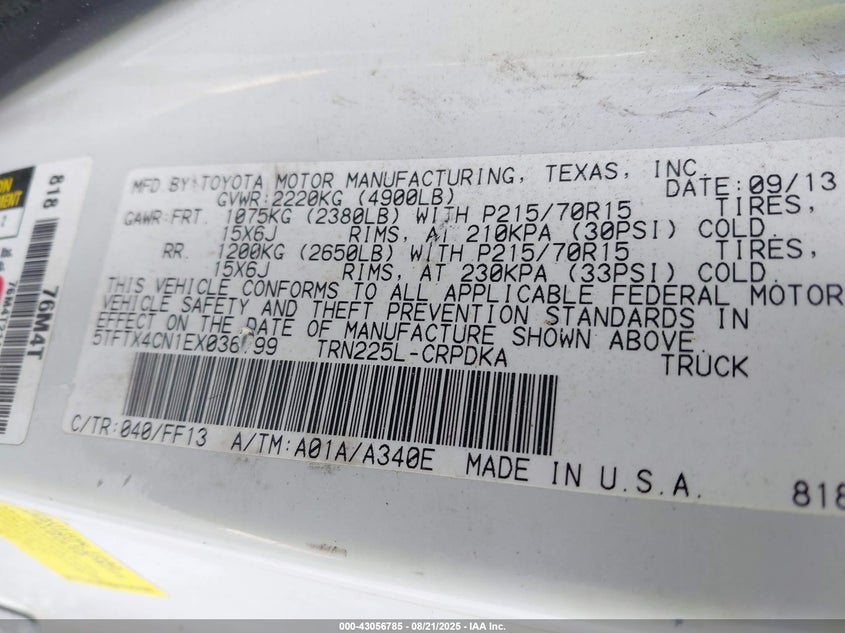 MFD.BY:TOYOTA MOTOR MANUFACTURING, TEXAS, INC.
GVWR:2220KG (4900LB) DATE:09/13
GAWR:FRT. 1075KG (2380LB) WITH P215/70R15 TIRES,
15X6J RIMS, AT 210KPA (30PSI) COLD.
RR. 1200KG (2650LB) WITH P215/70R15 TIRES,
15X6J RIMS, AT 230KPA (33PSI) COLD
THIS VEHICLE CONFORMS TO ALL APPLICABLE FEDERAL MOTOR
VEHICLE SAFETY AND THEFT PREVENTION STANDARDS IN
EFFECT ON THE DATE OF MANUFACTURE SHOWN ABOVE.
TRN225L-CRPDKA TRUCK
C/TR:040/FF13 A/TM:A01A/A340E MADE IN U.S.A.
818
818
76M4T
000-43056785 - 08/21/2025 - IAA Inc.